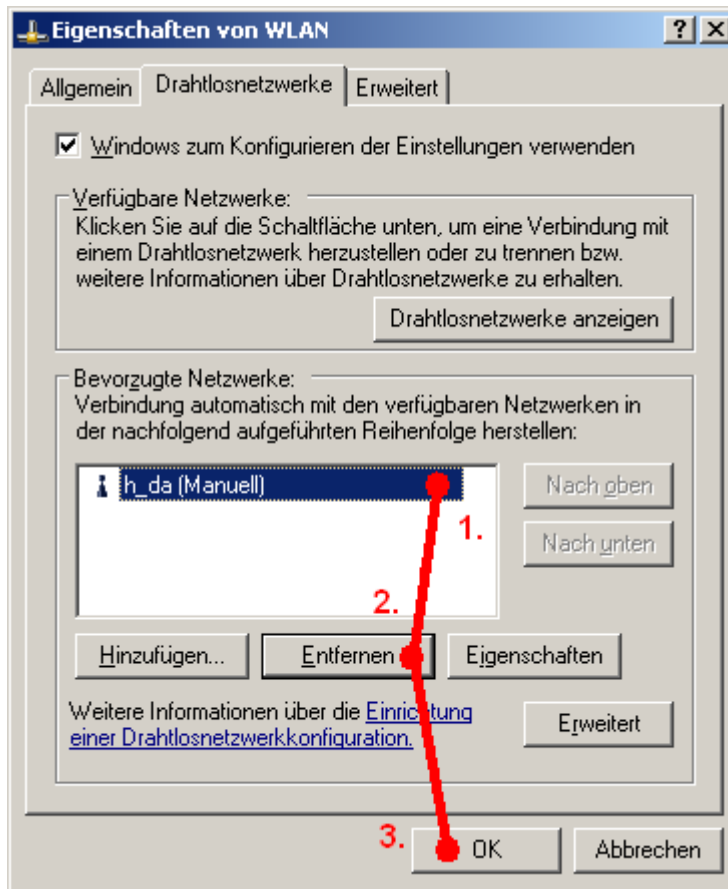 Eigenschaften von WLAN
Allgemein Drahtlosnetzwerke Erweitert
Windows zum Konfigurieren der Einstellungen verwenden
Verfügbare Netzwerke:
Klicken Sie auf die Schaltfläche unten, um eine Verbindung mit
einem Drahtlosnetzwerk herzustellen oder zu trennen bzw.
weitere Informationen über Drahtlosnetzwerke zu erhalten.
Drahtlosnetzwerke anzeigen
Bevorzugte Netzwerke:
Verbindung automatisch mit den verfügbaren Netzwerken in
der nachfolgend aufgeführten Reihenfolge herstellen:
h_da (Manuell)
Nach oben
1.
Nach unten
2.
Hinzufügen... Entfernen Eigenschaften
Weitere Informationen über die Einrichtung
einer Drahtlosnetzwerkkonfiguration.
Erweitert
3.
OK Abbrechen